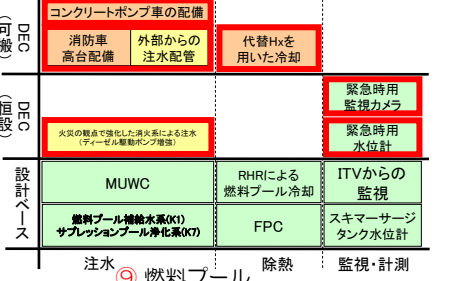 DEC
(可搬)
コンクリートポンプ車の配備
消防車
高台配備
外部からの
注水配管
代替Hxを
用いた冷却
DEC
(恒設)
火災の観点で強化した消火系による注水
(ディーゼル駆動ポンプ増強)
緊急時用
監視カメラ
緊急時用
水位計
設計ベース
MUWC
RHRによる
燃料プール冷却
ITVからの
監視
燃料プール補給水系(K1)
サプレッションプール浄化系(K7)
FPC
スキマーサージ
タンク水位計
注水
除熱
監視・計測
⑨ 燃料プール